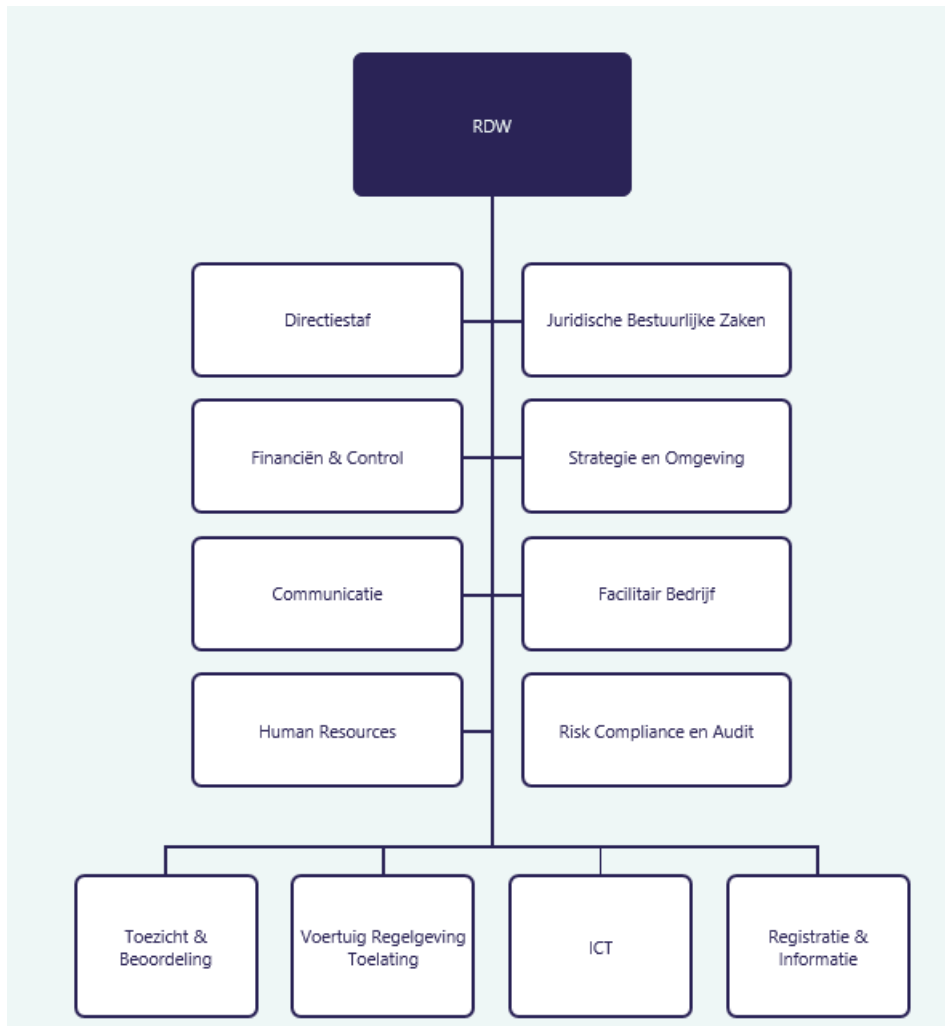 RDW
Directiestaf
Juridische Bestuurlijke Zaken
Financiën & Control
Strategie en Omgeving
Communicatie
Facilitair Bedrijf
Human Resources
Risk Compliance en Audit
Toezicht &
Beoordeling
Voertuig Regelgeving
Toelating
ICT
Registratie &
Informatie